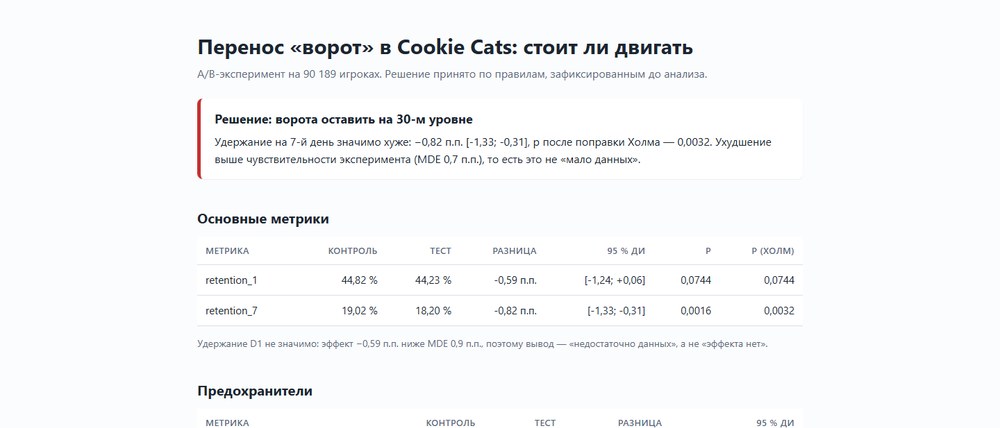 Перенос «ворот» в Cookie Cats: стоит ли двигать
A/B-эксперимент на 90 189 игроках. Решение принято по правилам, зафиксированным до анализа.
Решение: ворота оставить на 30-м уровне
Удержание на 7-й день значимо хуже: −0,82 п.п. [-1,33; -0,31], p после поправки Холма — 0,0032. Ухудшение
выше чувствительности эксперимента (MDE 0,7 п.п.), то есть это не «мало данных».
Основные метрики
МЕТРИКА КОНТРОЛЬ ТЕСТ РАЗНИЦА 95 % ДИ P P (ХОЛМ)
retention_1 44,82 % 44,23 % -0,59 п.п. [-1,24; +0,06] 0,0744 0,0744
retention_7 19,02 % 18,20 % -0,82 п.п. [-1,33; -0,31] 0,0016 0,0032
Удержание D1 не значимо: эффект −0,59 п.п. ниже MDE 0,9 п.п., поэтому вывод — «недостаточно данных», а не «эффекта нет».
Предохранители
МЕТРИКА КОНТРОЛЬ ТЕСТ РАЗНИЦА 95 % ДИ